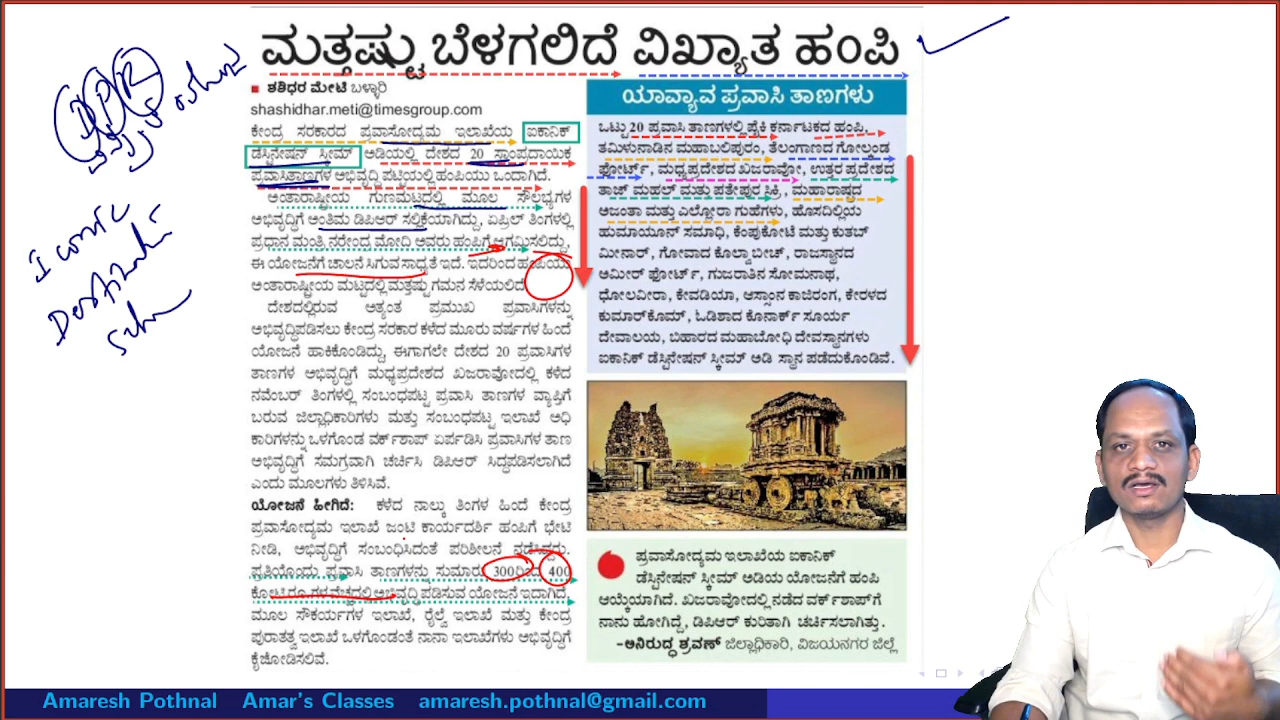 ಮತ್ತಷ್ಟು ಬೆಳಗಲಿದೆ ವಿಖ್ಯಾತ ಹಂಪಿ
ಶಶಿಧರ ಮೇಟಿ ಬಳ್ಳಾರಿ
shashidhar.meti@timesgroup.com
ಕೇಂದ್ರ ಸರಕಾರದ ಪ್ರವಾಸೋದ್ಯಮ ಇಲಾಖೆಯ ಐಕಾನಿಕ್
ಡೆಸ್ಟಿನೇಷನ್ ಸ್ಕೀಮ್ ಅಡಿಯಲ್ಲಿ ದೇಶದ 20 ಸ್ಸಾಂಪ್ರದಾಯಿಕ
ಪ್ರವಾಸಿತಾಣಗಳ ಅಭಿವೃದ್ಧಿ ಪಟ್ಟಿಯಲ್ಲಿ ಹಂಪಿಯು ಒಂದಾಗಿದೆ.
ಅಂತಾರಾಷ್ಟ್ರೀಯ ಗುಣಮಟ್ಟದಲ್ಲಿ ಮೂಲ ಸೌಲಭ್ಯಗಳ
ಅಭಿವೃದ್ಧಿಗೆ ಅಂತಿಮ ಡಿಪಿಆರ್ ಸಲ್ಲಿಕೆಯಾಗಿದ್ದು, ಏಪ್ರಿಲ್ ತಿಂಗಳಲ್ಲಿ
ಪ್ರಧಾನ ಮಂತ್ರಿ ನರೇಂದ್ರ ಮೋದಿ ಅವರು ಹಂಪಿಗೆ ಆಗಮಿಸಲಿದ್ದು,
ಈ ಯೋಜನೆಗೆ ಚಾಲನೆ ಸಿಗುವ ಸಾಧ್ಯತೆ ಇದೆ. ಇದರಿಂದ ಹಂಪಿಯು
ಅಂತಾರಾಷ್ಟ್ರೀಯ ಮಟ್ಟದಲ್ಲಿ ಮತ್ತಷ್ಟು ಗಮನ ಸೆಳೆಯಲಿದೆ.
ದೇಶದಲ್ಲಿರುವ ಅತ್ಯಂತ ಪ್ರಮುಖ ಪ್ರವಾಸಿಗಳನ್ನು
ಅಭಿವೃದ್ಧಿಪಡಿಸಲು ಕೇಂದ್ರ ಸರಕಾರ ಕಳೆದ ಮೂರು ವರ್ಷಗಳ ಹಿಂದೆ
ಯೋಜನೆ ಹಾಕಿಕೊಂಡಿದ್ದು, ಈಗಾಗಲೇ ದೇಶದ 20 ಪ್ರವಾಸಿಗಳ
ತಾಣಗಳ ಅಭಿವೃದ್ಧಿಗೆ ಮಧ್ಯಪ್ರದೇಶದ ಖಜರಾವೋದಲ್ಲಿ ಕಳೆದ
ನವೆಂಬರ್ ತಿಂಗಳಲ್ಲಿ ಸಂಬಂಧಪಟ್ಟ ಪ್ರವಾಸಿ ತಾಣಗಳ ವ್ಯಾಪ್ತಿಗೆ
ಬರುವ ಜಿಲ್ಲಾಧಿಕಾರಿಗಳು ಮತ್ತು ಸಂಬಂಧಪಟ್ಟ ಇಲಾಖೆ ಅಧಿ
ಕಾರಿಗಳನ್ನು ಒಳಗೊಂಡ ವರ್ಕ್‌ಶಾಪ್ ಏರ್ಪಡಿಸಿ ಪ್ರವಾಸಿಗಳ ತಾಣ
ಅಭಿವೃದ್ಧಿಗೆ ಸಮಗ್ರವಾಗಿ ಚರ್ಚಿಸಿ ಡಿಪಿಆರ್ ಸಿದ್ಧಪಡಿಸಲಾಗಿದೆ
ಎಂದು ಮೂಲಗಳು ತಿಳಿಸಿವೆ.
ಯೋಜನೆ ಹೀಗಿದೆ: ಕಳೆದ ನಾಲ್ಕು ತಿಂಗಳ ಹಿಂದೆ ಕೇಂದ್ರ
ಪ್ರವಾಸೋದ್ಯಮ ಇಲಾಖೆ ಜಂಟಿ ಕಾರ್ಯದರ್ಶಿ ಹಂಪಿಗೆ ಭೇಟಿ
ನೀಡಿ, ಅಭಿವೃದ್ಧಿಗೆ ಸಂಬಂಧಿಸಿದಂತೆ ಪರಿಶೀಲನೆ ನಡೆಸಿದ್ದರು.
ಪ್ರತಿಯೊಂದು ಪ್ರವಾಸಿ ತಾಣಗಳನ್ನು ಸುಮಾರು 300ರಿಂದ 400
ಕೋಟಿ ರೂ.ಗಳ ವೆಚ್ಚದಲ್ಲಿ ಅಭಿವೃದ್ಧಿ ಪಡಿಸುವ ಯೋಜನೆ ಇದಾಗಿದೆ,
ಮೂಲ ಸೌಕರ್ಯಗಳ ಇಲಾಖೆ, ರೈಲ್ವೆ ಇಲಾಖೆ ಮತ್ತು ಕೇಂದ್ರ
ಪುರಾತತ್ವ ಇಲಾಖೆ ಒಳಗೊಂಡಂತೆ ನಾನಾ ಇಲಾಖೆಗಳು ಅಭಿವೃದ್ಧಿಗೆ
ಕೈಜೋಡಿಸಲಿವೆ.
ಯಾವ್ಯಾವ ಪ್ರವಾಸಿ ತಾಣಗಳು
ಒಟ್ಟು 20 ಪ್ರವಾಸಿ ತಾಣಗಳಲ್ಲಿ ಪೈಕಿ ಕರ್ನಾಟಕದ ಹಂಪಿ,
ತಮಿಳುನಾಡಿನ ಮಹಾಬಲಿಪುರಂ, ತೆಲಂಗಾಣದ ಗೋಲ್ಕಂಡ
ಫೋರ್ಟ್, ಮಧ್ಯಪ್ರದೇಶದ ಖಜರಾವೋ, ಉತ್ತರ ಪ್ರದೇಶದ
ತಾಜ್ ಮಹಲ್ ಮತ್ತು ಪತೇಪುರ ಸಿಕ್ರಿ, ಮಹಾರಾಷ್ಟ್ರದ
ಅಜಂತಾ ಮತ್ತು ಎಲ್ಲೋರಾ ಗುಹೆಗಳು, ಹೊಸದಿಲ್ಲಿಯ
ಹುಮಾಯೂನ್ ಸಮಾಧಿ, ಕೆಂಪುಕೋಟೆ ಮತ್ತು ಕುತಬ್
ಮೀನಾರ್, ಗೋವಾದ ಕೊಲ್ವಾ ಬೀಚ್, ರಾಜಸ್ಥಾನದ
ಅಮೀರ್ ಫೋರ್ಟ್, ಗುಜರಾತಿನ ಸೋಮನಾಥ,
ಧೋಲವೀರಾ, ಕೇವಡಿಯಾ, ಆಸ್ಸಾಂನ ಕಾಜಿರಂಗ, ಕೇರಳದ
ಕುಮಾರ್‌ಕೊಮ್, ಓಡಿಶಾದ ಕೊನಾರ್ಕ್ ಸೂರ್ಯ
ದೇವಾಲಯ, ಬಿಹಾರದ ಮಹಾಬೋಧಿ ದೇವಸ್ಥಾನಗಳು
ಐಕಾನಿಕ್ ಡೆಸ್ಟಿನೇಷನ್ ಸ್ಕೀಮ್ ಅಡಿ ಸ್ಥಾನ ಪಡೆದುಕೊಂಡಿವೆ.
ಪ್ರವಾಸೋದ್ಯಮ ಇಲಾಖೆಯ ಐಕಾನಿಕ್
ಡೆಸ್ಟಿನೇಷನ್ ಸ್ಕೀಮ್ ಅಡಿಯ ಯೋಜನೆಗೆ ಹಂಪಿ
ಆಯ್ಕೆಯಾಗಿದೆ. ಖಜರಾವೋದಲ್ಲಿ ನಡೆದ ವರ್ಕ್‌ಶಾಪ್‌ಗೆ
ನಾನು ಹೋಗಿದ್ದೆ, ಡಿಪಿಆರ್ ಕುರಿತಾಗಿ ಚರ್ಚಿಸಲಾಗಿತ್ತು.
-ಅನಿರುದ್ಧ ಶ್ರವಣ್ ಜಿಲ್ಲಾಧಿಕಾರಿ, ವಿಜಯನಗರ ಜಿಲ್ಲೆ
DPR
Iconic
Amaresh Pothnal Amar's Classes amaresh.pothnal@gmail.com